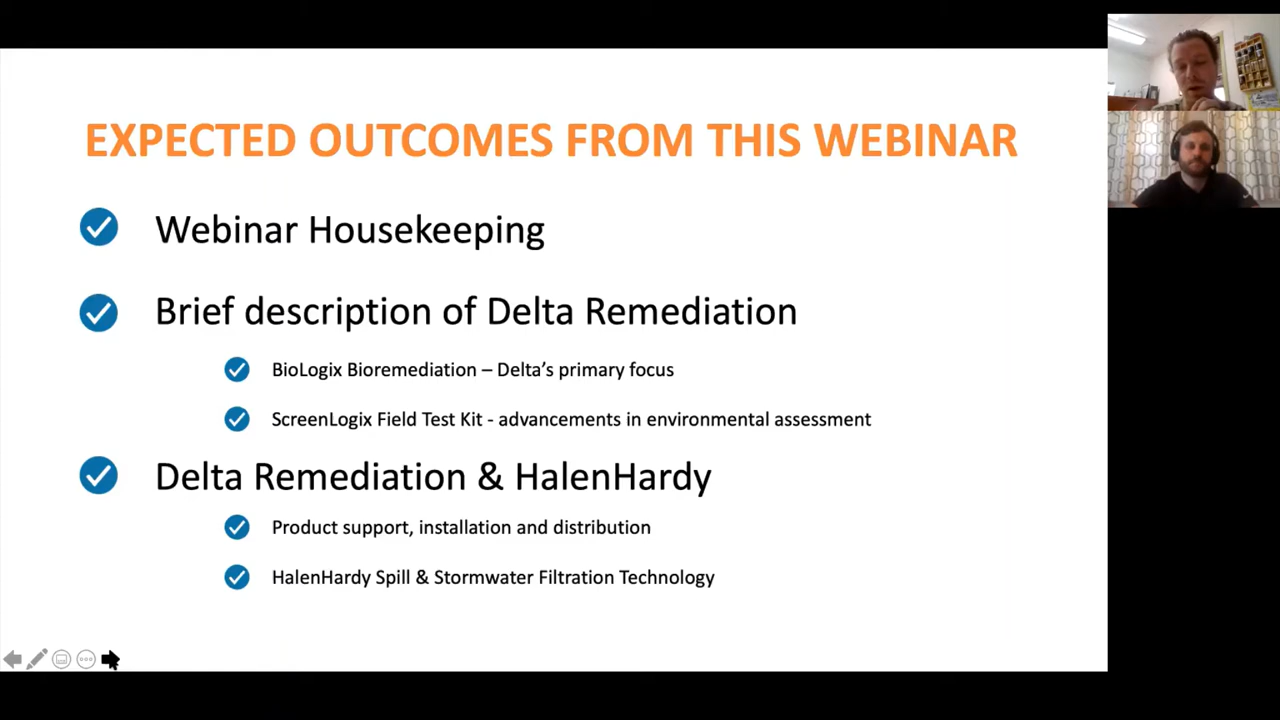 EXPECTED OUTCOMES FROM THIS WEBINAR
Webinar Housekeeping
Brief description of Delta Remediation
BioLogix Bioremediation – Delta’s primary focus
ScreenLogix Field Test Kit - advancements in environmental assessment
Delta Remediation & HalenHardy
Product support, installation and distribution
HalenHardy Spill & Stormwater Filtration Technology